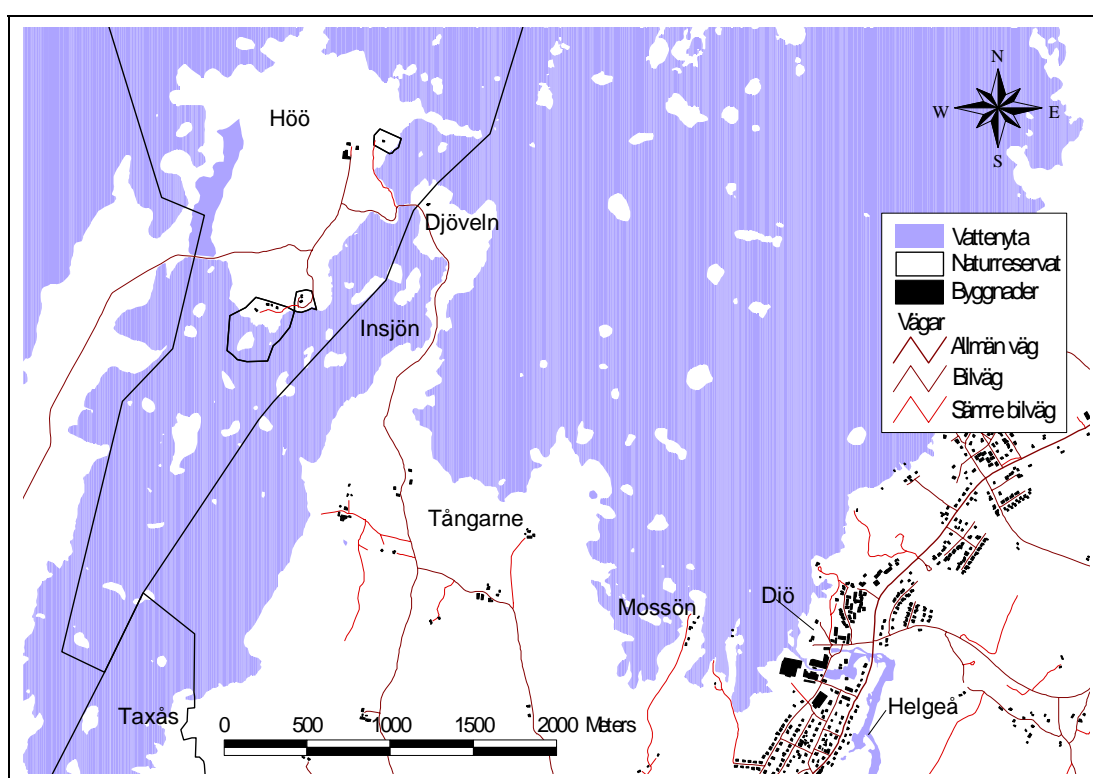 N
W E
S
Höö
Djöveln
Insjön
Tångarne
Mossön
Diö
Helgeå
Taxås
Vattenyta
Naturreservat
Byggnader
Vägar
Allmän väg
Bilväg
Sämre bilväg
0 500 1000 1500 2000 Meters